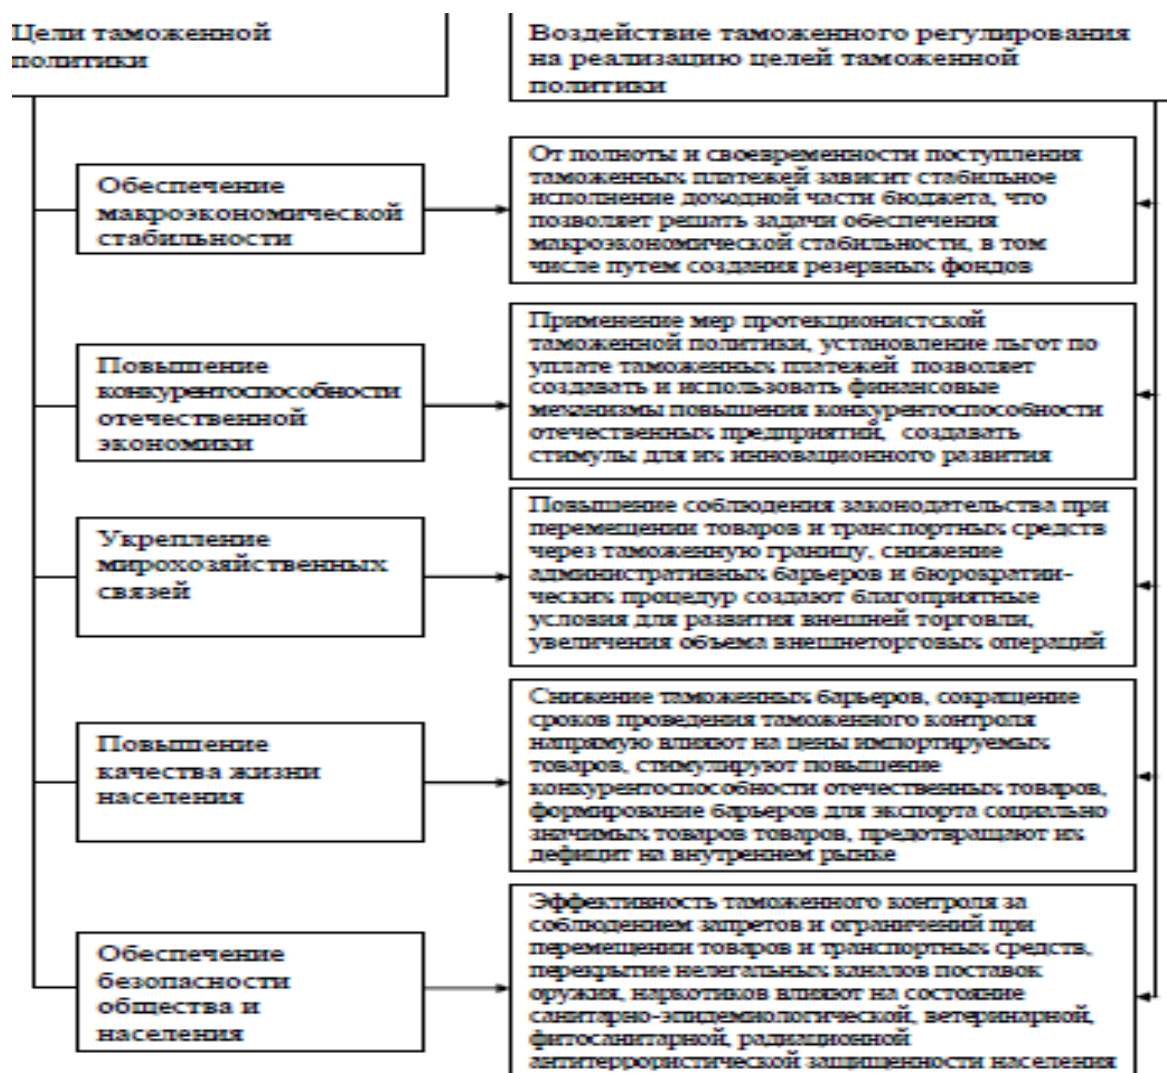 Цели таможенной
политики
Воздействие таможенного регулирования
на реализацию целей таможенной
политики
Обеспечение
макроэкономической
стабильности
От полноты и своевременности поступления
таможенных платежей зависит стабильное
исполнение доходной части бюджета, что
позволяет решать задачи обеспечения
макроэкономической стабильности, в том
числе путем создания резервных фондов
Повышение
конкурентоспособности
отечественной
экономики
Применение мер протекционистской
таможенной политики, установление льгот по
уплате таможенных платежей позволяет
создавать и использовать финансовые
механизмы повышения конкурентоспособности
отечественных предприятий, создавать
стимулы для их инновационного развития
Укрепление
мирохозяйственных
связей
Повышение соблюдения законодательства при
перемещении товаров и транспортных средств
через таможенную границу, снижение
административных барьеров и бюрократии-
ческих процедур создают благоприятные
условия для развития внешней торговли,
увеличения объема внешнеторговых операций
Повышение
качества жизни
населения
Снижение таможенных барьеров, сокращение
сроков проведения таможенного контроля
напрямую влияют на цены импортируемых
товаров, стимулируют повышение
конкурентоспособности отечественных товаров,
формирование барьеров для экспорта социально
значимых товаров товаров, предотвращают их
дефицит на внутреннем рынке
Обеспечение
безопасности
общества и
населения
Эффективность таможенного контроля за
соблюдением запретов и ограничений при
перемещении товаров и транспортных средств,
перекрытие нелегальных каналов поставок
оружия, наркотиков влияют на состояние
санитарно-эпидемиологической, ветеринарной,
фитосанитарной, радиационной
антитеррористической защищенности населения